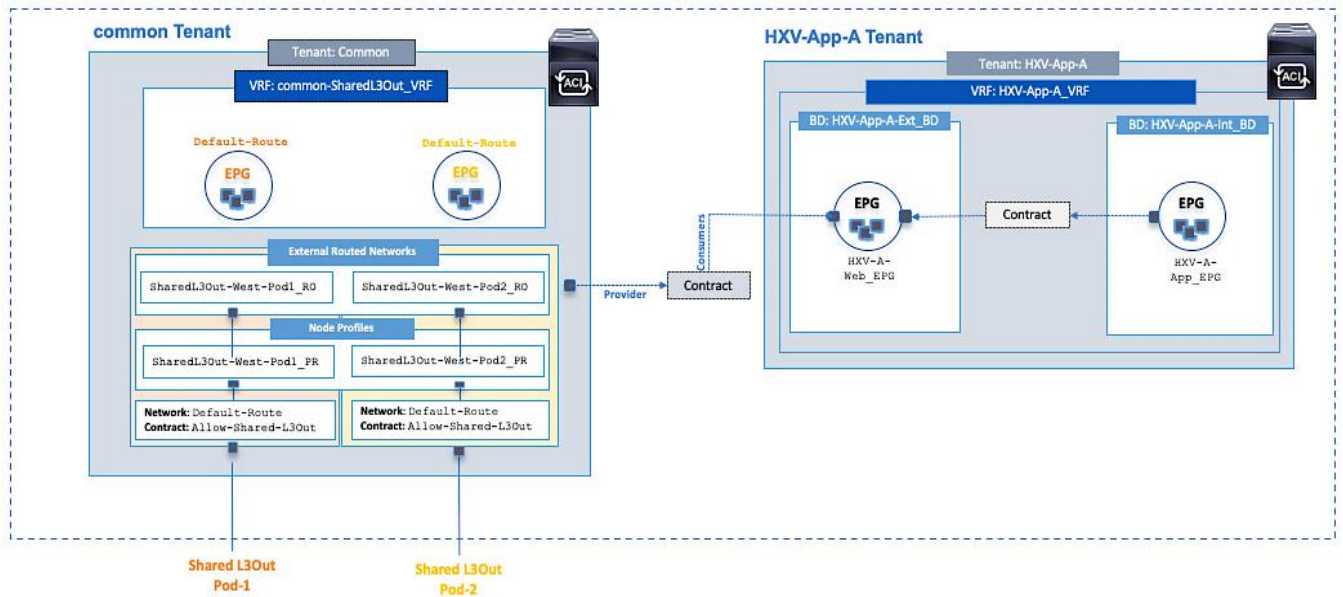 common Tenant
Tenant: Common
ACI
VRF: common-SharedL3Out_VRF
Default-Route
EPG
Default-Route
EPG
External Routed Networks
SharedL3Out-West-Pod1_RO
SharedL3Out-West-Pod2_RO
Node Profiles
SharedL3Out-West-Pod1_PR
SharedL3Out-West-Pod2_PR
Network: Default-Route
Contract: Allow-Shared-L3Out
Network: Default-Route
Contract: Allow-Shared-L3Out
Shared L3Out
Pod-1
Shared L3Out
Pod-2
Provider
Contract
Consumers
HXV-App-A Tenant
Tenant: HXV-App-A
ACI
VRF: HXV-App-A_VRF
BD: HXV-App-A-Ext_BD
EPG
HXV-A-
Web_EPG
Contract
BD: HXV-App-A-Int_BD
EPG
HXV-A-
App_EPG